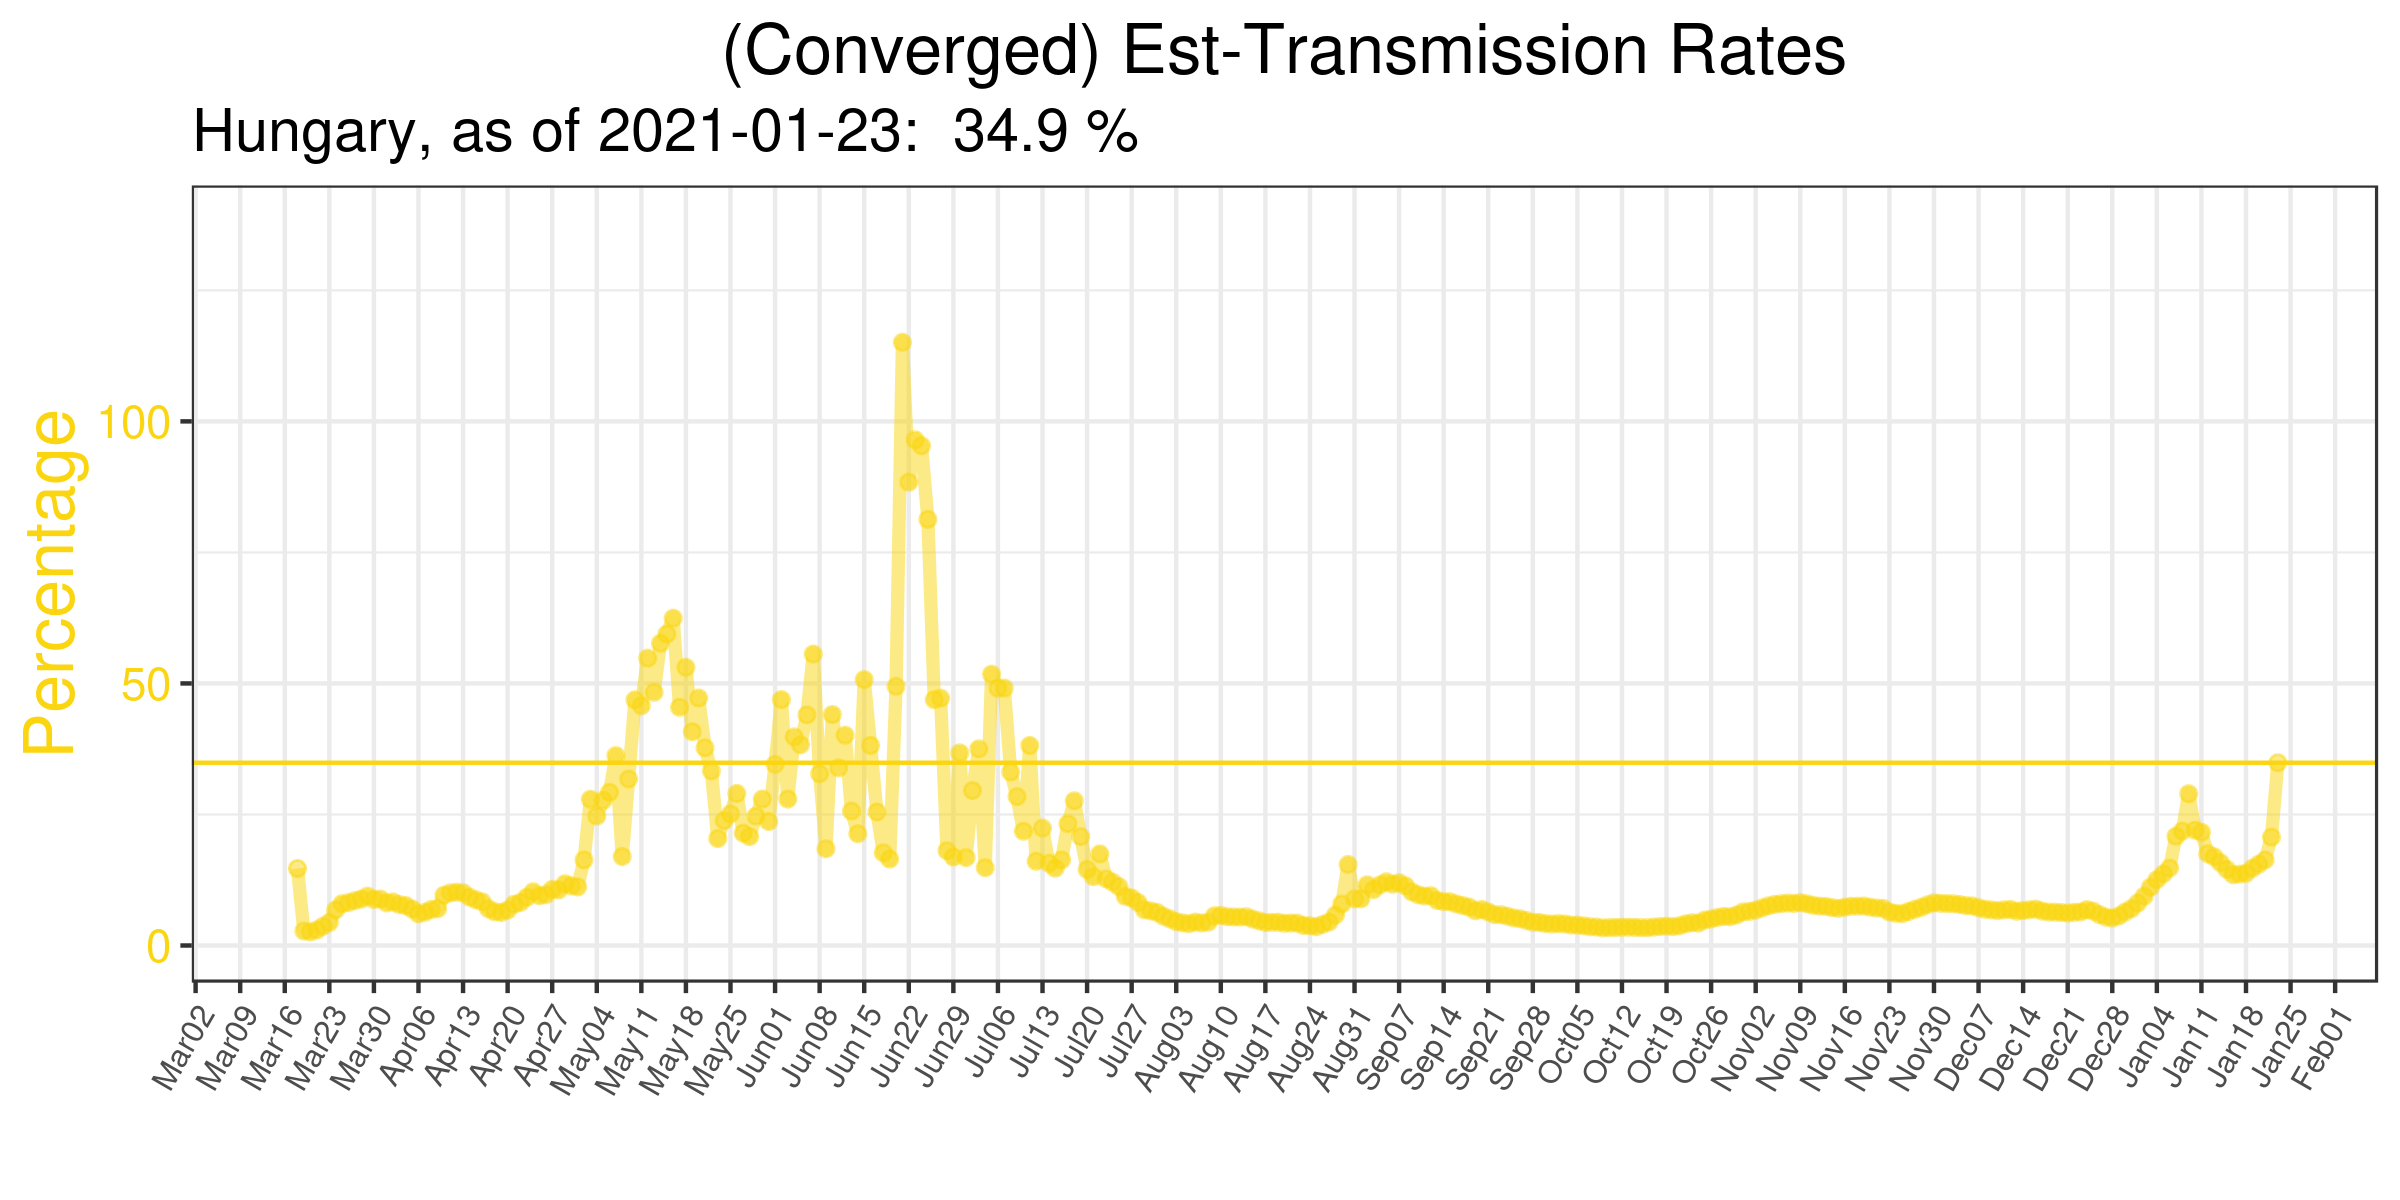 (Converged) Est-Transmission Rates
Hungary, as of 2021-01-23:  34.9 %
Percentage
100
50
0
Mar02
Mar09
Mar16
Mar23
Mar30
Apr06
Apr13
Apr20
Apr27
May04
May11
May18
May25
Jun01
Jun08
Jun15
Jun22
Jun29
Jul06
Jul13
Jul20
Jul27
Aug03
Aug10
Aug17
Aug24
Aug31
Sep07
Sep14
Sep21
Sep28
Oct05
Oct12
Oct19
Oct26
Nov02
Nov09
Nov16
Nov23
Nov30
Dec07
Dec14
Dec21
Dec28
Jan04
Jan11
Jan18
Jan25
Feb01